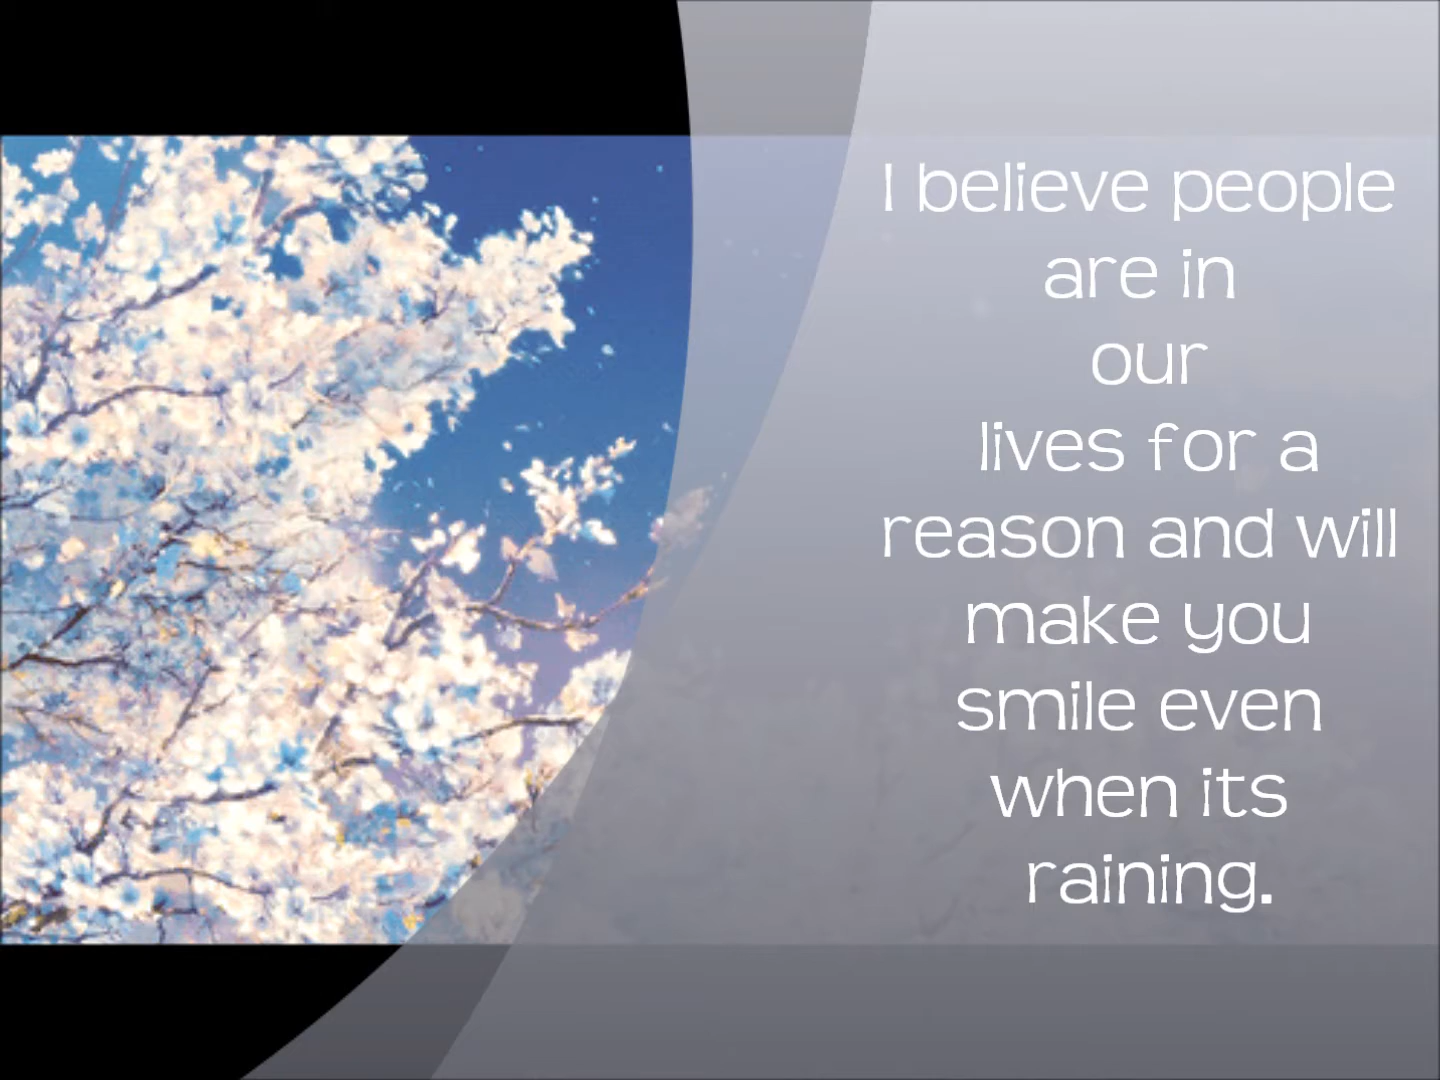 I believe people
are in
our
lives for a
reason and will
make you
smile even
when its
raining.